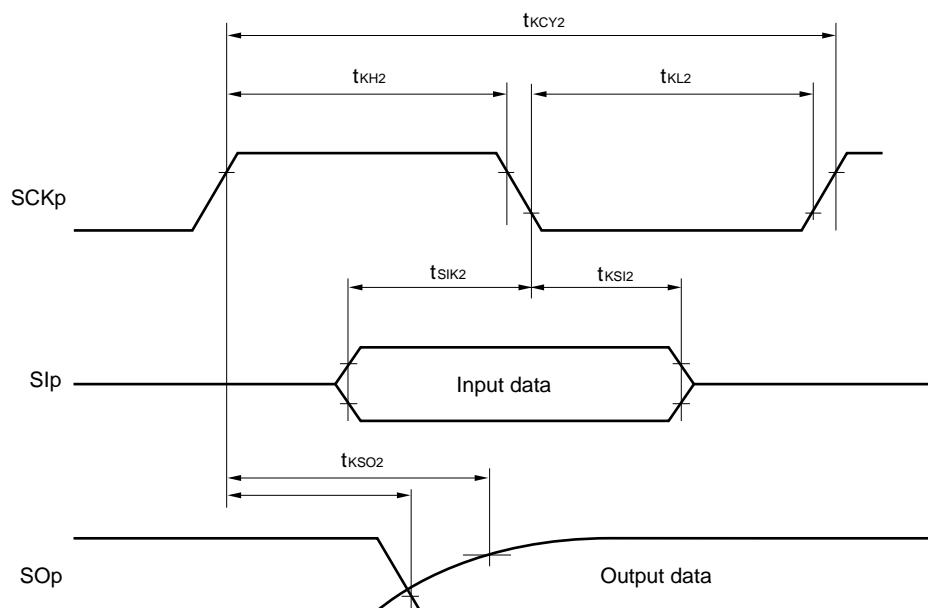 tKCY2
tKH2
tKL2
SCKp
tSIK2
tKSI2
SIp
Input data
tKSO2
SOp
Output data